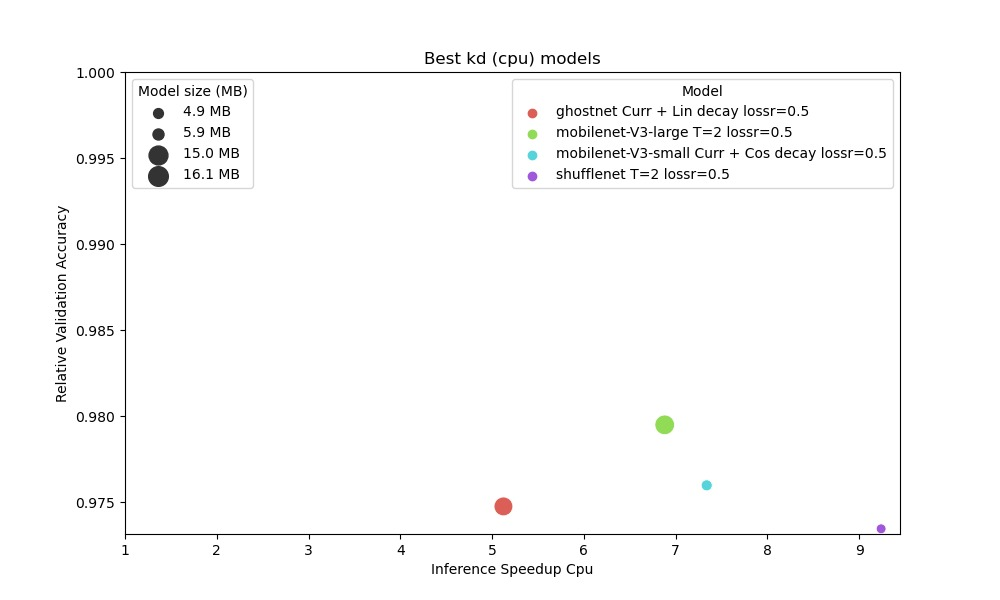 Best kd (cpu) models
1.000
0.995
0.990
0.985
0.980
0.975
Relative Validation Accuracy
Model size (MB)
4.9 MB
5.9 MB
15.0 MB
16.1 MB
Model
ghostnet Curr + Lin decay lossr=0.5
mobilenet-V3-large T=2 lossr=0.5
mobilenet-V3-small Curr + Cos decay lossr=0.5
shufflenet T=2 lossr=0.5
1 2 3 4 5 6 7 8 9
Inference Speedup Cpu